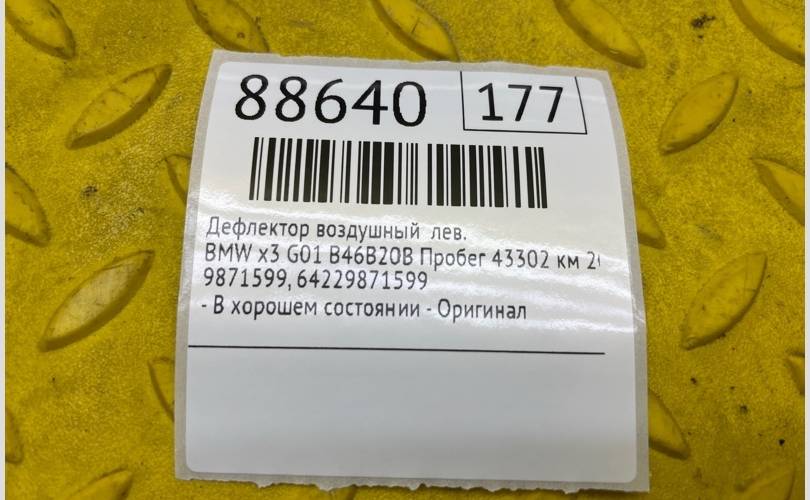 88640 177
Дефлектор воздушный лев.
BMW x3 G01 B46B20B Пробег 43302 км
9871599, 64229871599
- В хорошем состоянии - Оригинал